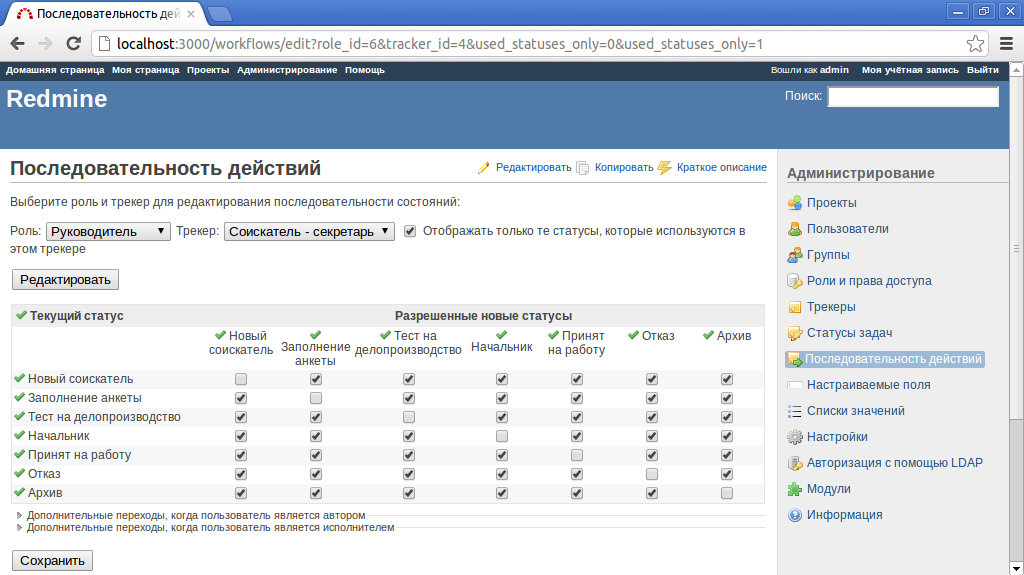 Последовательность дей
localhost:3000/workflows/edit?role_id=6&tracker_id=4&used_statuses_only=0&used_statuses_only=1
Домашняя страница Моя страница Проекты Администрирование Помощь
Вошли как admin Моя учётная запись Выйти
Redmine
Поиск:
Последовательность действий
Редактировать Копировать Краткое описание
Выберите роль и трекер для редактирования последовательности состояний:
Роль: Руководитель Трекер: Соискатель - секретарь Отображать только те статусы, которые используются в
этом трекере
Редактировать
Текущий статус Разрешенные новые статусы
Новый соискатель
Заполнение анкеты
Тест на делопроизводство
Начальник
Принят на работу
Отказ
Архив
Новый соискатель
Заполнение анкеты
Тест на делопроизводство
Начальник
Принят на работу
Отказ
Архив
Дополнительные переходы, когда пользователь является автором
Дополнительные переходы, когда пользователь является исполнителем
Сохранить
Администрирование
Проекты
Пользователи
Группы
Роли и права доступа
Трекеры
Статусы задач
Последовательность действий
Настраиваемые поля
Списки значений
Настройки
Авторизация с помощью LDAP
Модули
Информация